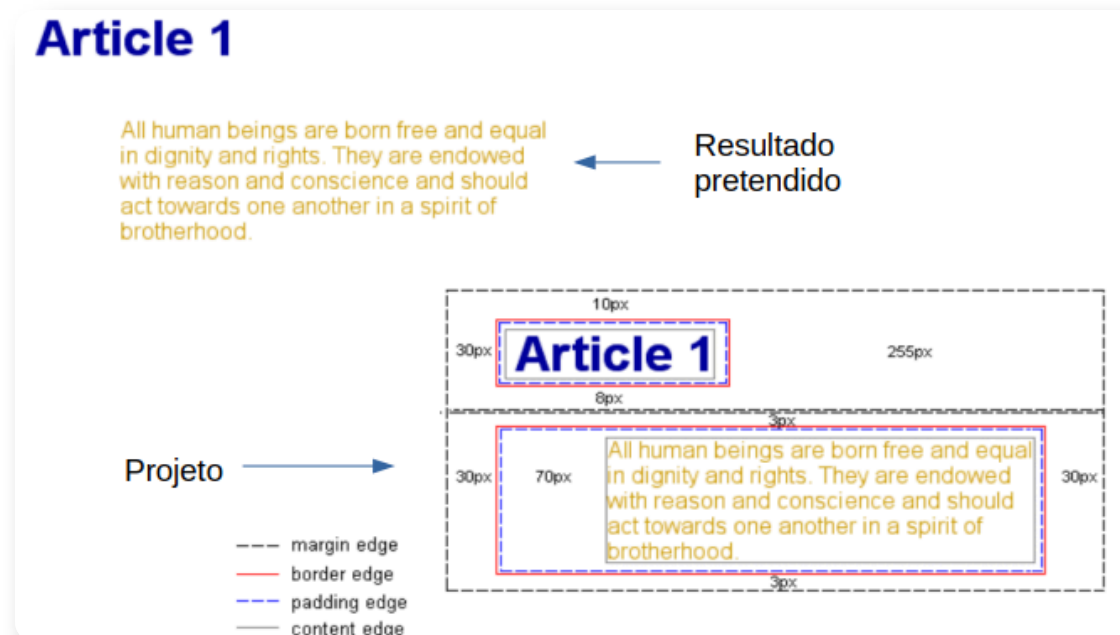 Article 1
All human beings are born free and equal
in dignity and rights. They are endowed
with reason and conscience and should
act towards one another in a spirit of
brotherhood.
Resultado
pretendido
10px
30px
Article 1
255px
8px
3px
30px
70px
All human beings are born free and equal
in dignity and rights. They are endowed
with reason and conscience and should
act towards one another in a spirit of
brotherhood.
30px
3px
Projeto
margin edge
border edge
padding edge
content edge